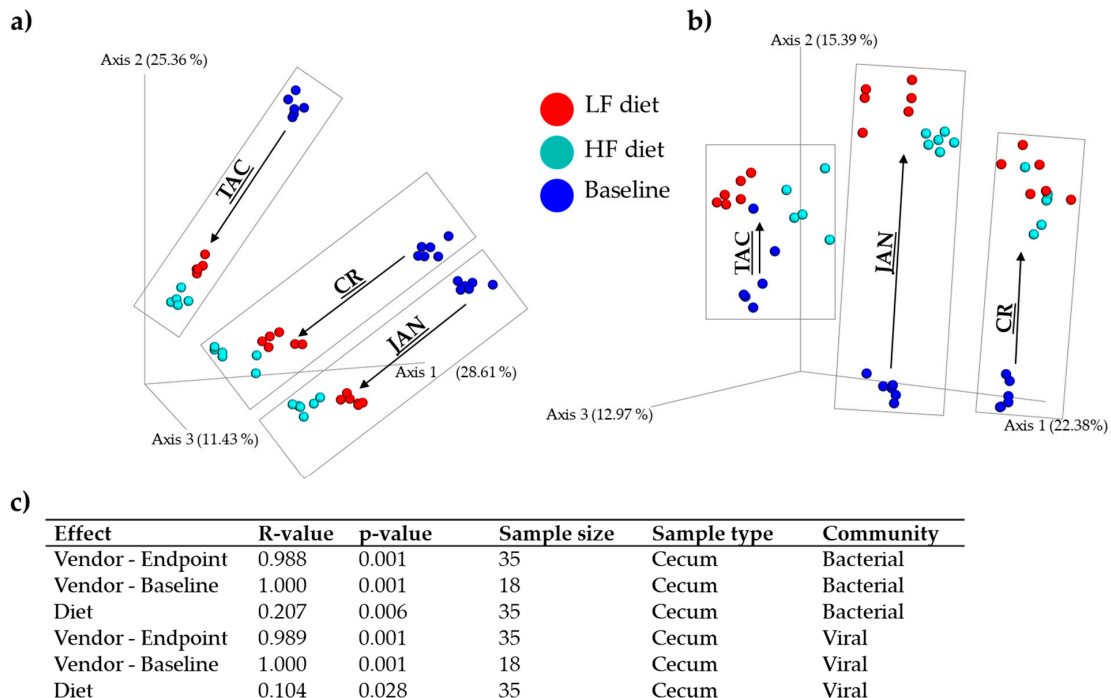 a)
Axis 2 (25.36 %)
TAC
CR
JAN
Axis 1 (28.61 %)
Axis 3 (11.43 %)
LF diet
HF diet
Baseline
b)
Axis 2 (15.39 %)
TAC
JAN
CR
Axis 3 (12.97 %)
Axis 1 (22.38%)
c)
Effect R-value p-value Sample size Sample type Community
Vendor - Endpoint 0.988 0.001 35 Cecum Bacterial
Vendor - Baseline 1.000 0.001 18 Cecum Bacterial
Diet 0.207 0.006 35 Cecum Bacterial
Vendor - Endpoint 0.989 0.001 35 Cecum Viral
Vendor - Baseline 1.000 0.001 18 Cecum Viral
Diet 0.104 0.028 35 Cecum Viral